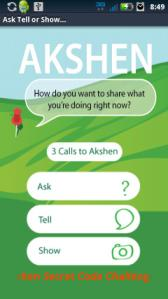 8:49
Ask Tell or Show...
AKSHEN
How do you want to share what
you're doing right now?
3 Calls to Akshen
Ask
?
Tell
Show